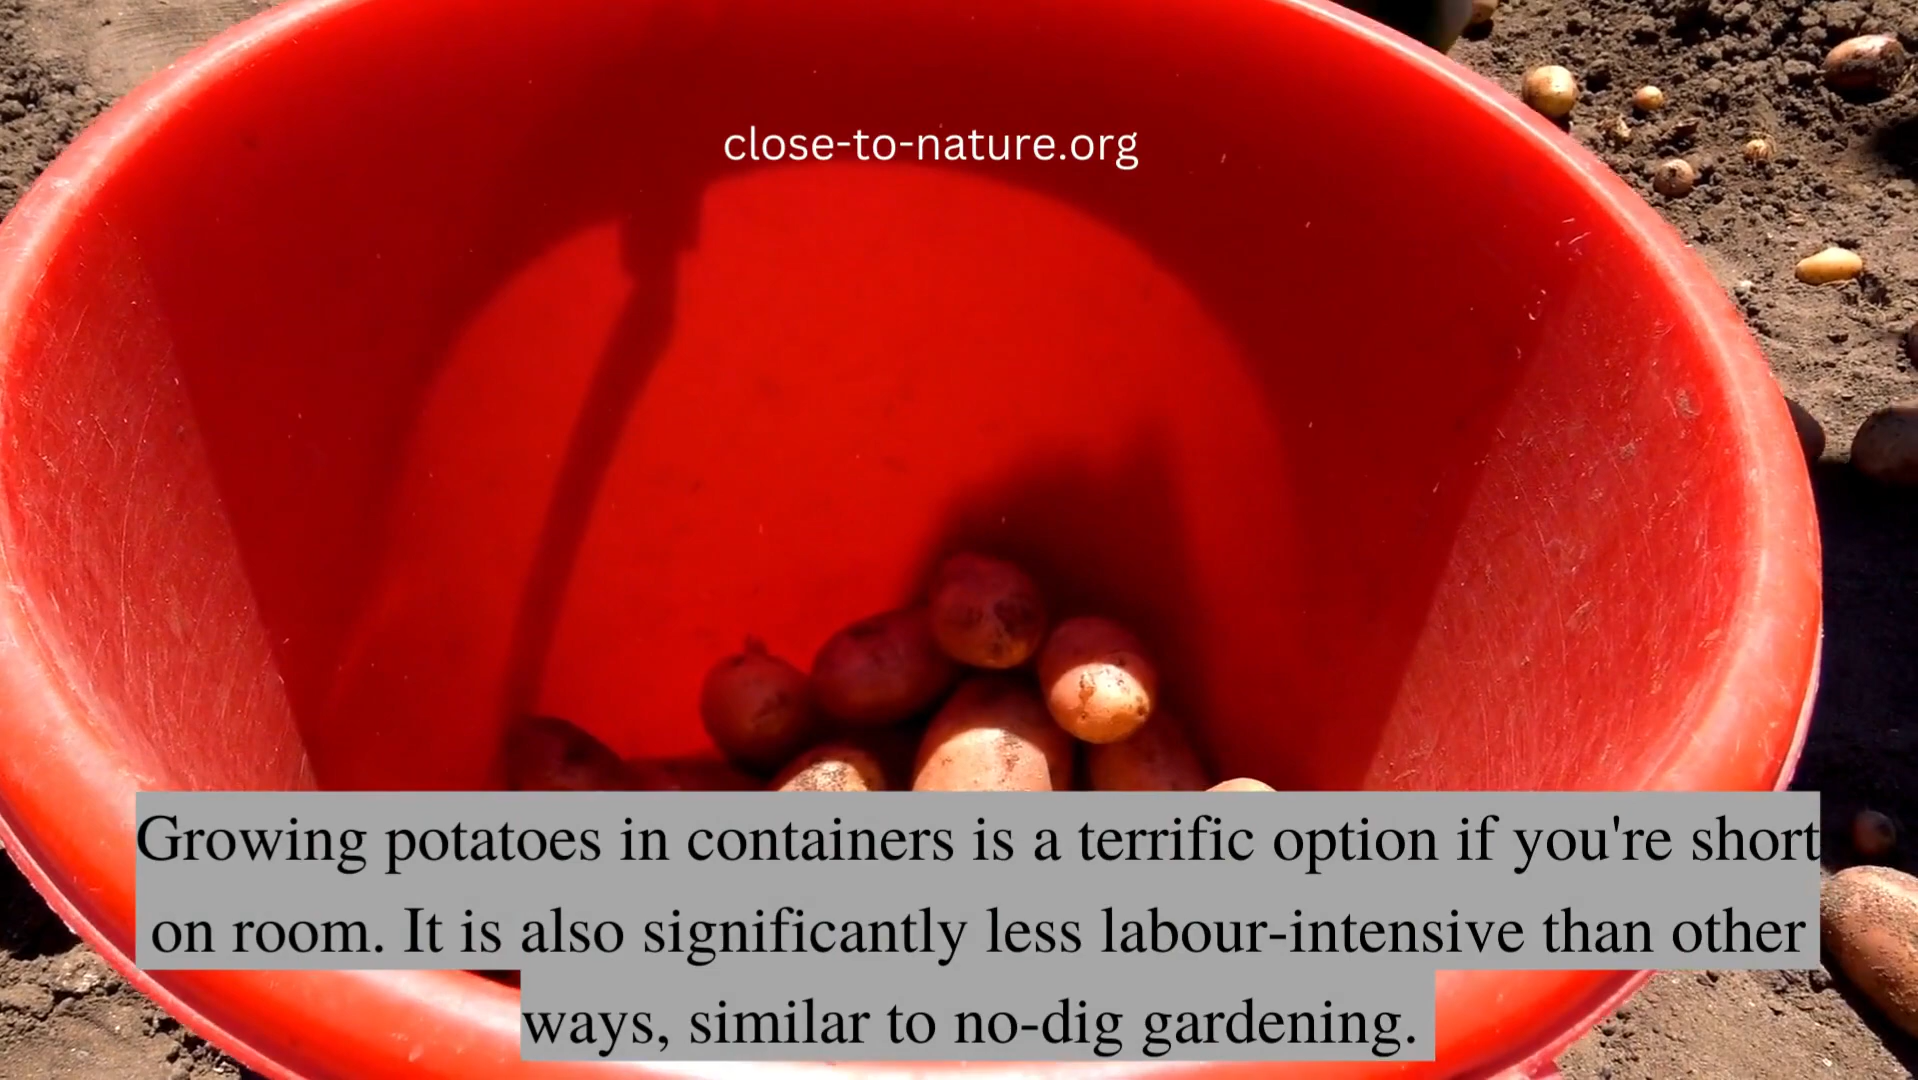 close-to-nature.org
Growing potatoes in containers is a terrific option if you're short
on room. It is also significantly less labour-intensive than other
ways, similar to no-dig gardening.